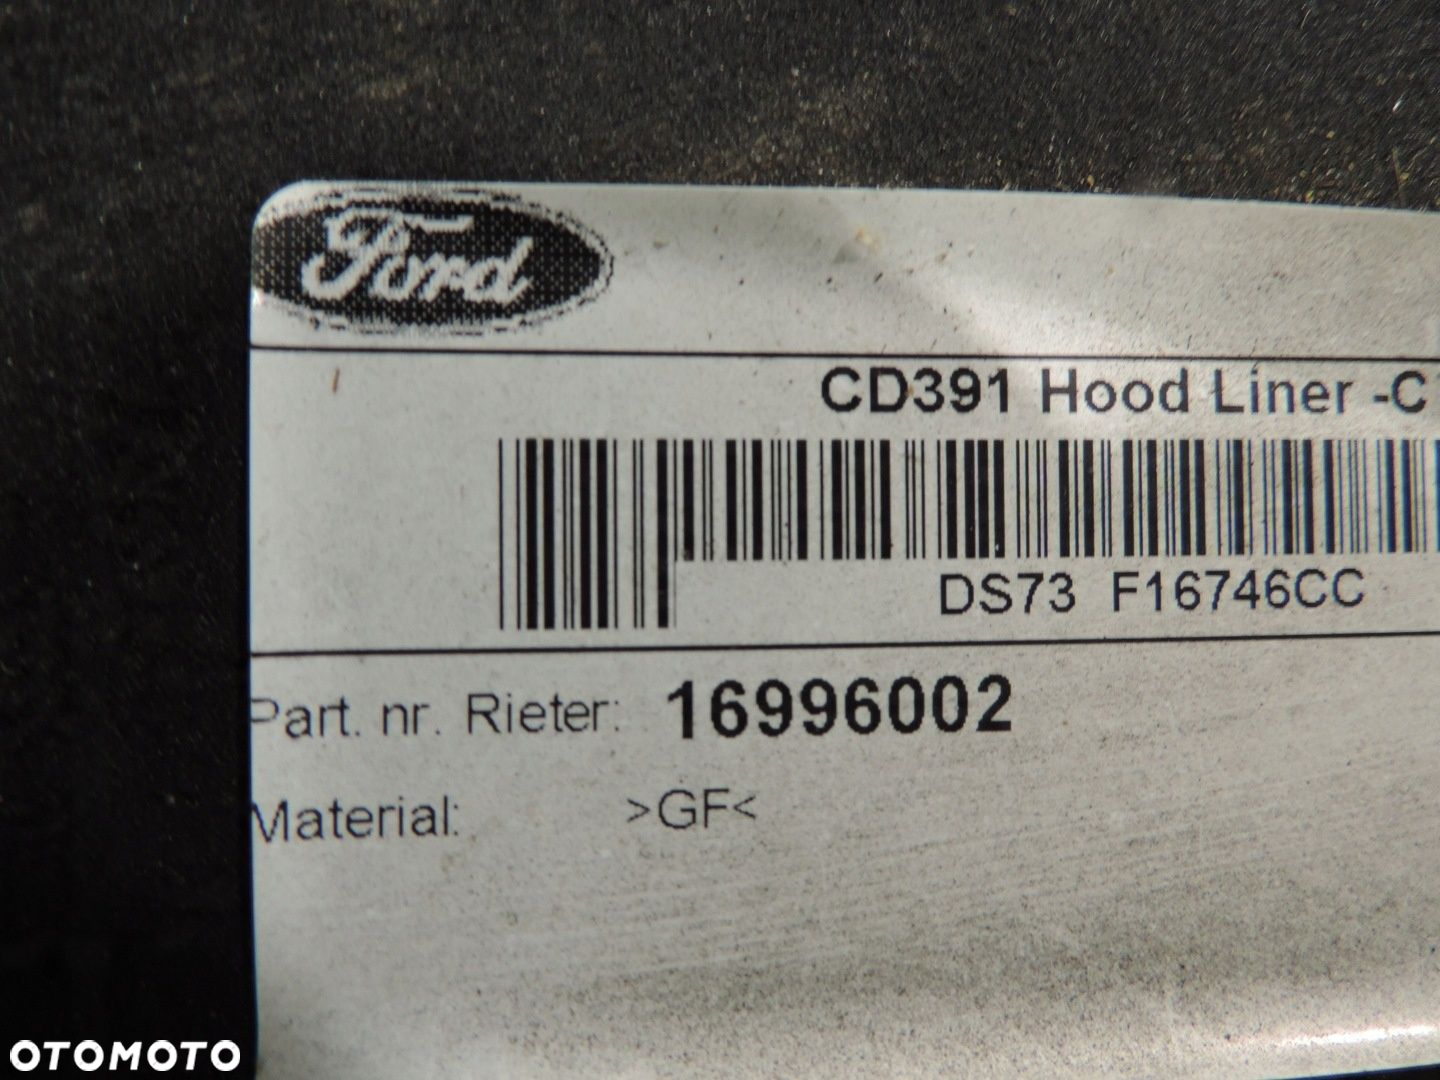 Ford
CD391 Hood Liner -C
DS73 F16746CC
Part. nr. Rieter: 16996002
Material: >GF<
OTOMOTO